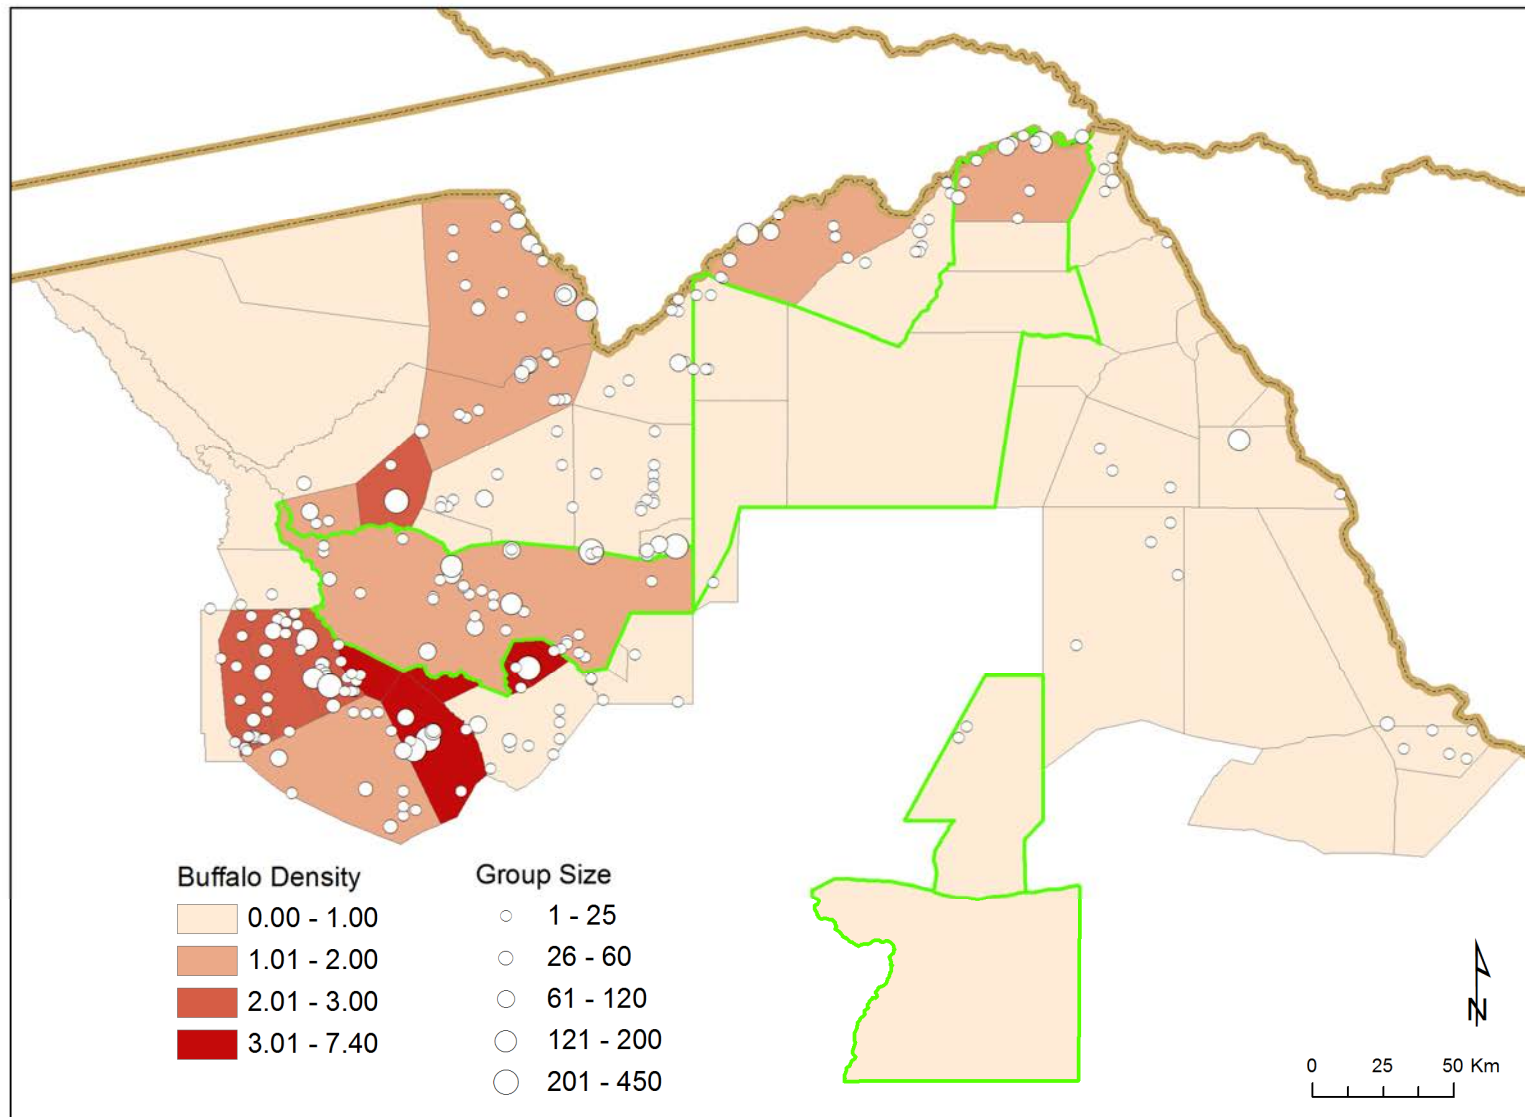 Buffalo Density
0.00 - 1.00
1.01 - 2.00
2.01 - 3.00
3.01 - 7.40
Group Size
1 - 25
26 - 60
61 - 120
121 - 200
201 - 450
N
0 25 50 Km